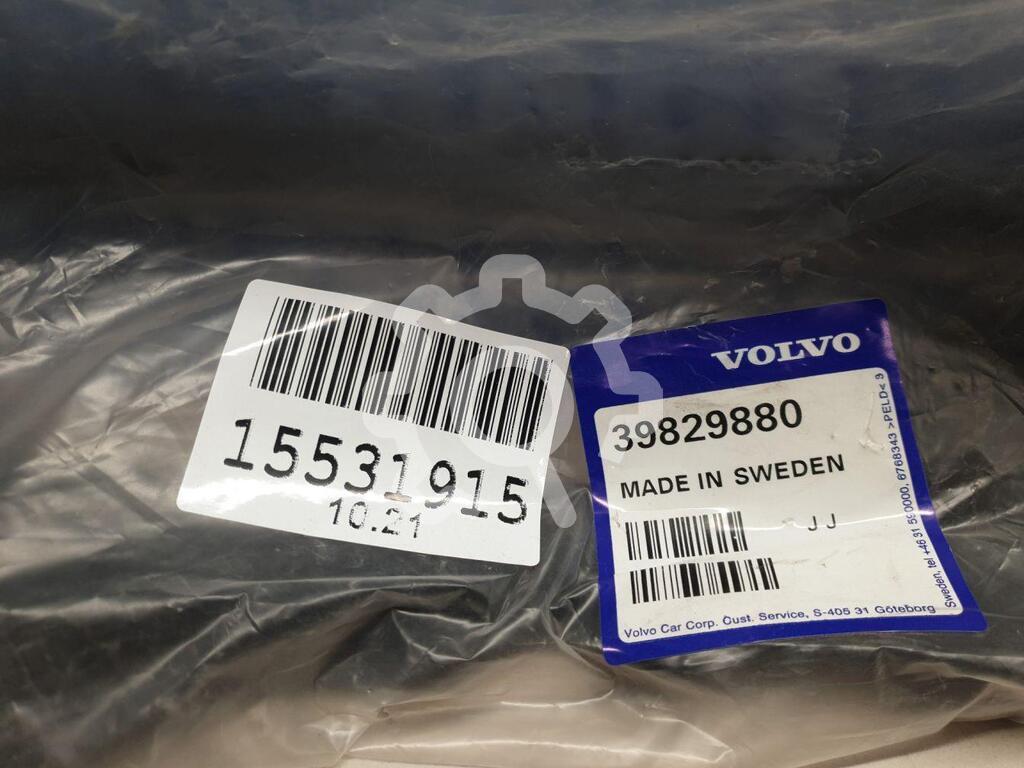 15531915
10.21
VOLVO
39829880
MADE IN SWEDEN
JJ
Volvo Car Corp. Cust. Service, S-405 31 Göteborg
Sweden, tel +46 31 590000, 6768343 >PELD< 9